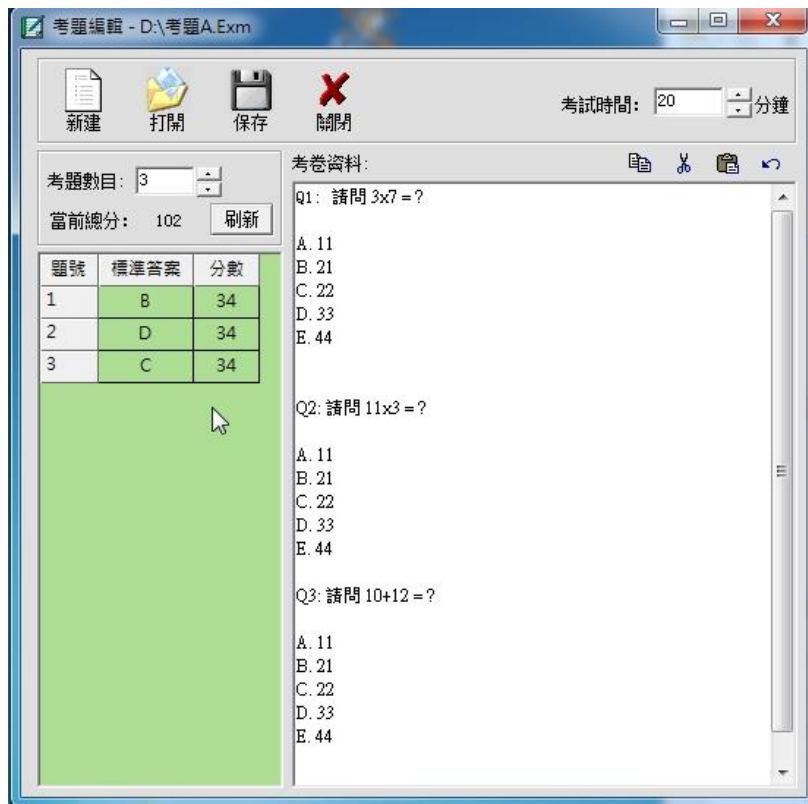 考題編輯 - D:\考題A.Exm
新建 打開 保存 關閉 考試時間: 20 分鐘
考題數目: 3
當前總分: 102 刷新
題號 標準答案 分數
1 B 34
2 D 34
3 C 34
考卷資料:
Q1: 請問 3x7 = ?
A. 11
B. 21
C. 22
D. 33
E. 44
Q2: 請問 11x3 = ?
A. 11
B. 21
C. 22
D. 33
E. 44
Q3: 請問 10+12 = ?
A. 11
B. 21
C. 22
D. 33
E. 44